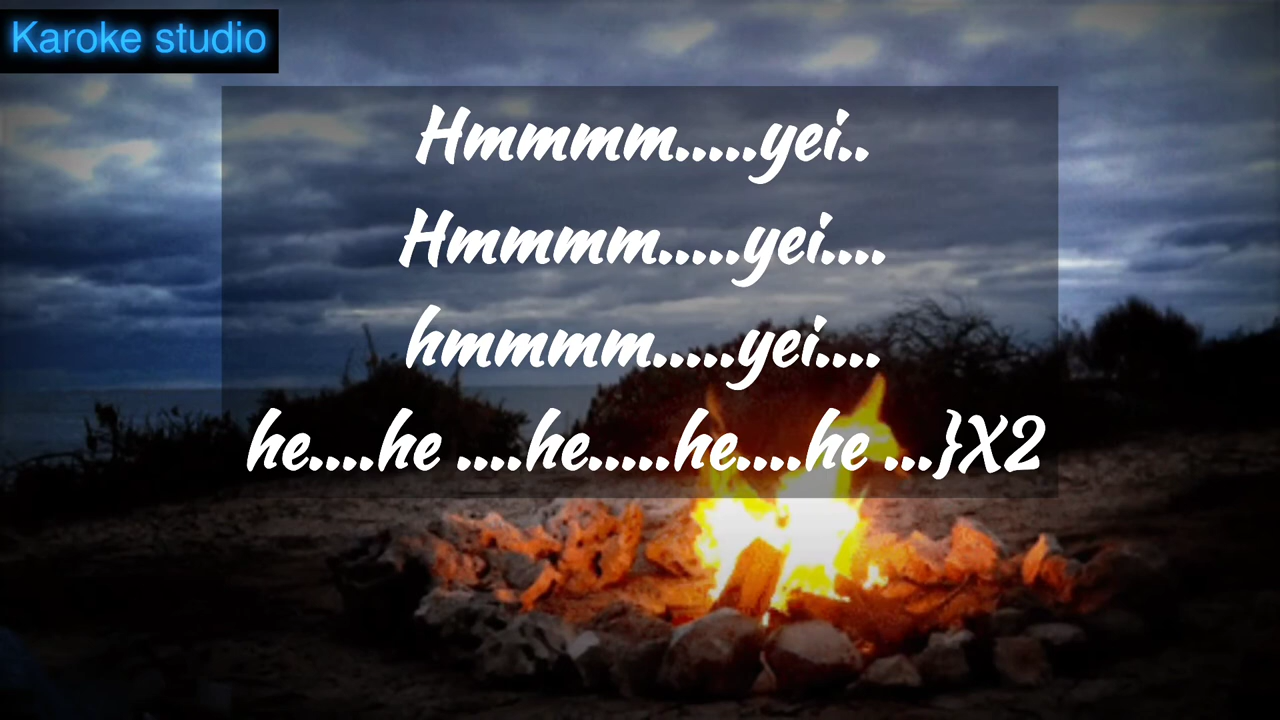 Karoke studio
Hmmmm.....yei..
Hmmmm.....yei....
hmmmm.....yei....
he....he ....he.....he....he ...}X2